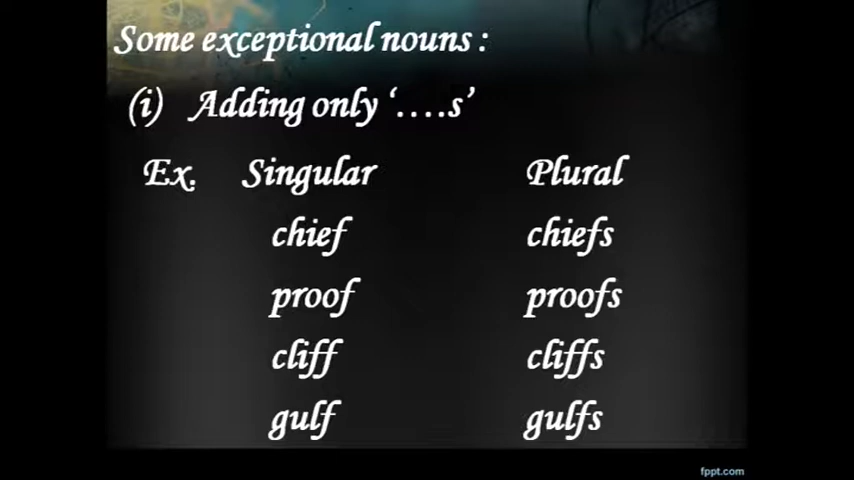 Some exceptional nouns :
(i) Adding only ‘....s’
Ex. Singular Plural
chief chiefs
proof proofs
cliff cliffs
gulf gulfs
fppt.com